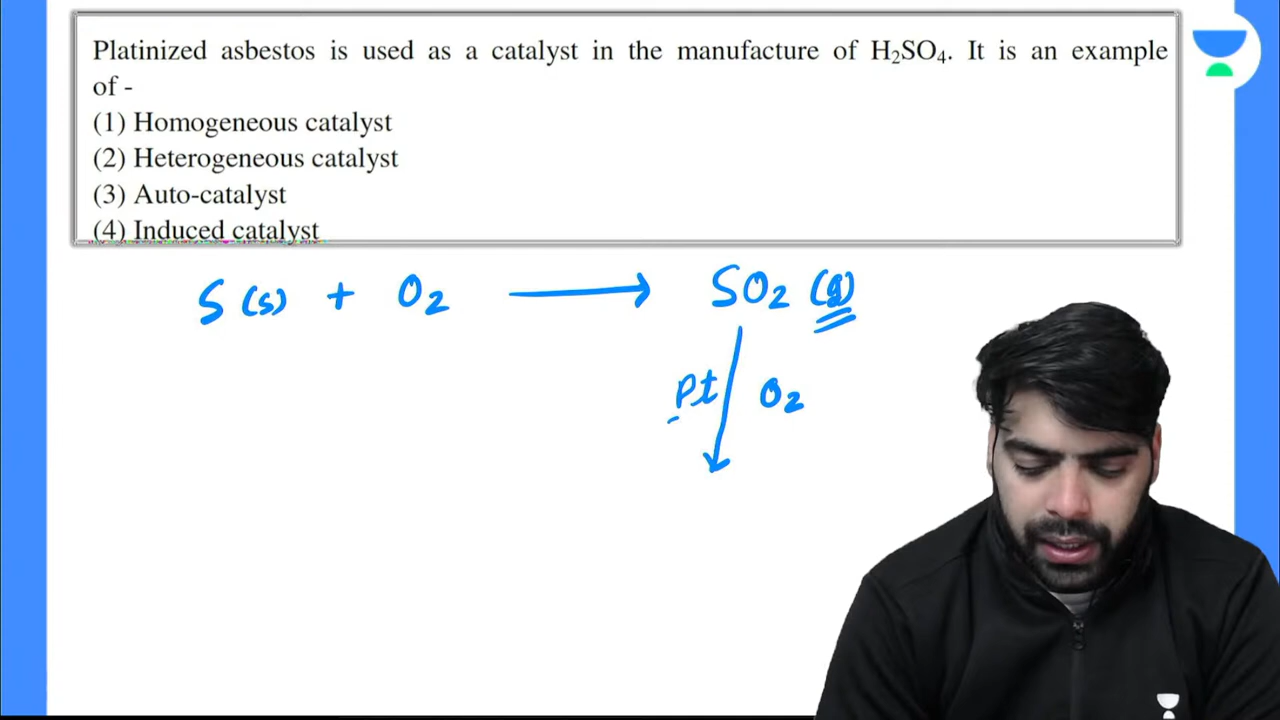 Platinized asbestos is used as a catalyst in the manufacture of H₂SO₄. It is an example
of -
(1) Homogeneous catalyst
(2) Heterogeneous catalyst
(3) Auto-catalyst
(4) Induced catalyst
S (s) + O₂ ⟶ SO₂ (g)
Pt O₂